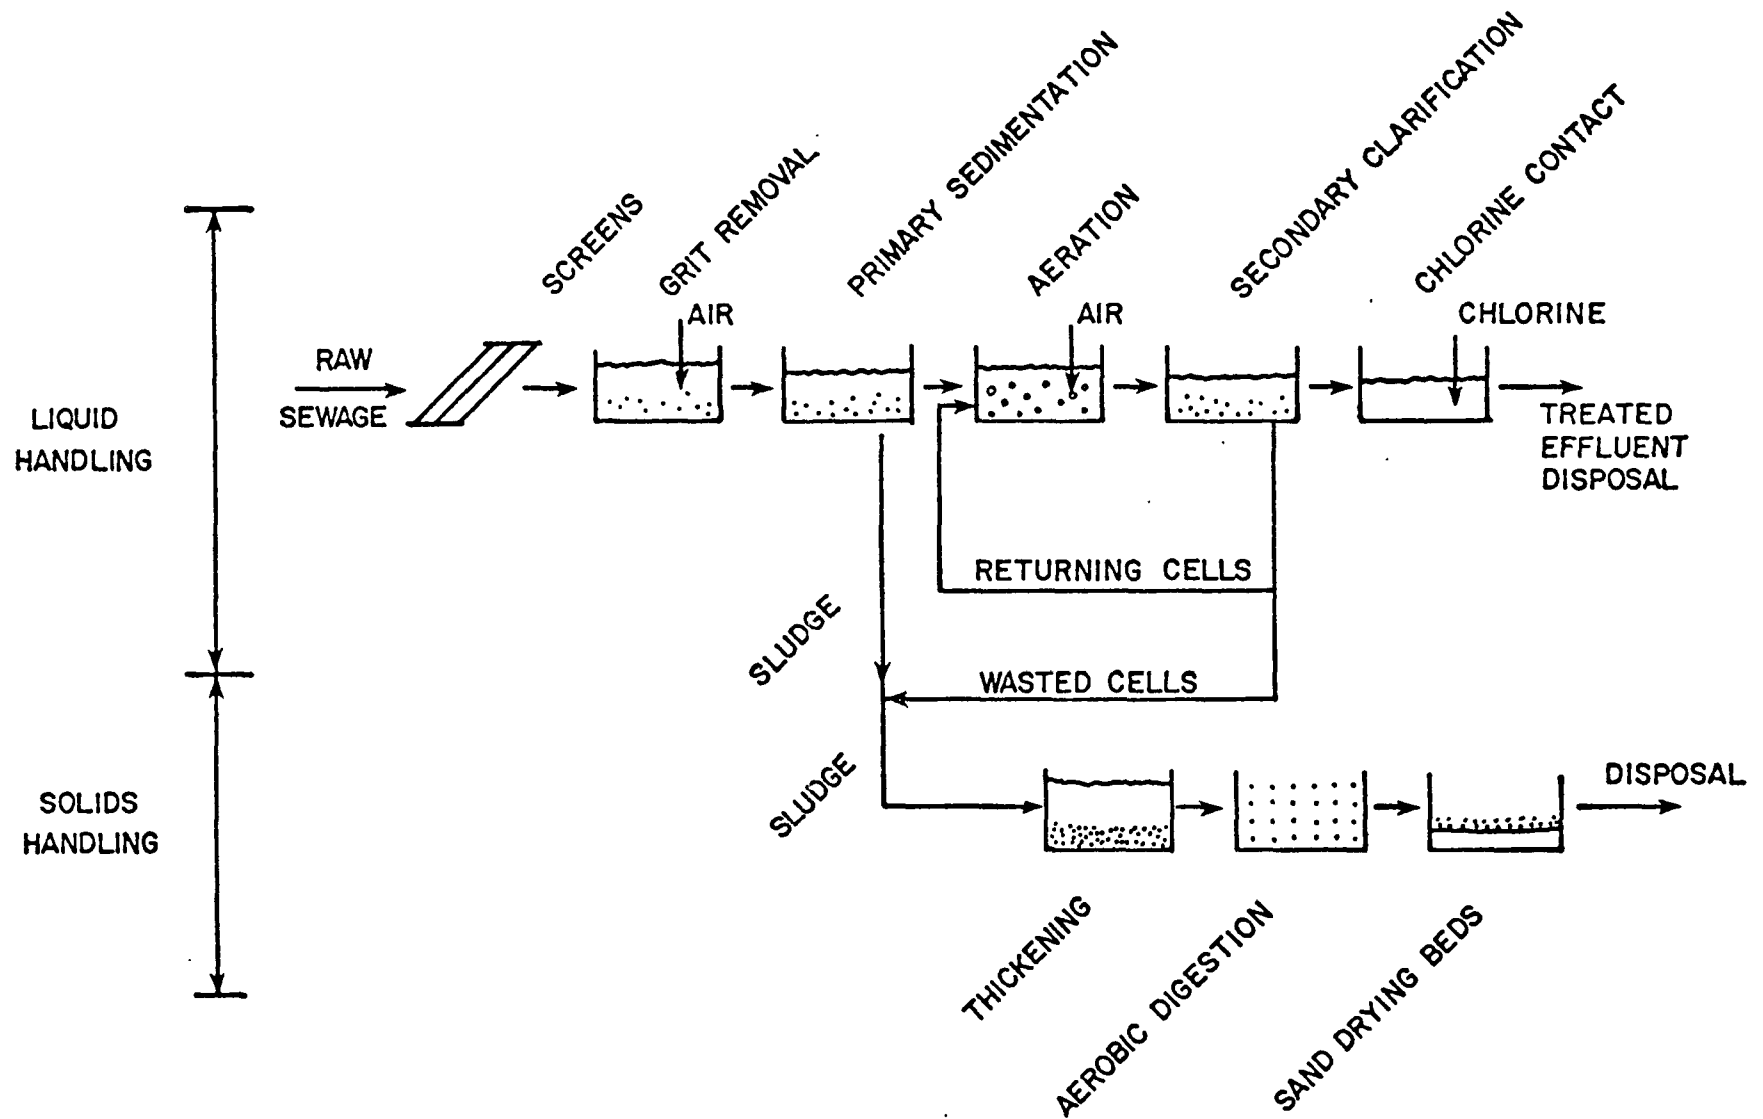 SCREENS
GRIT REMOVAL
PRIMARY SEDIMENTATION
AERATION
SECONDARY CLARIFICATION
CHLORINE CONTACT
AIR
AIR
CHLORINE
RAW
SEWAGE
TREATED
EFFLUENT
DISPOSAL
LIQUID
HANDLING
RETURNING CELLS
SLUDGE
WASTED CELLS
SLUDGE
DISPOSAL
SOLIDS
HANDLING
THICKENING
AEROBIC DIGESTION
SAND DRYING BEDS